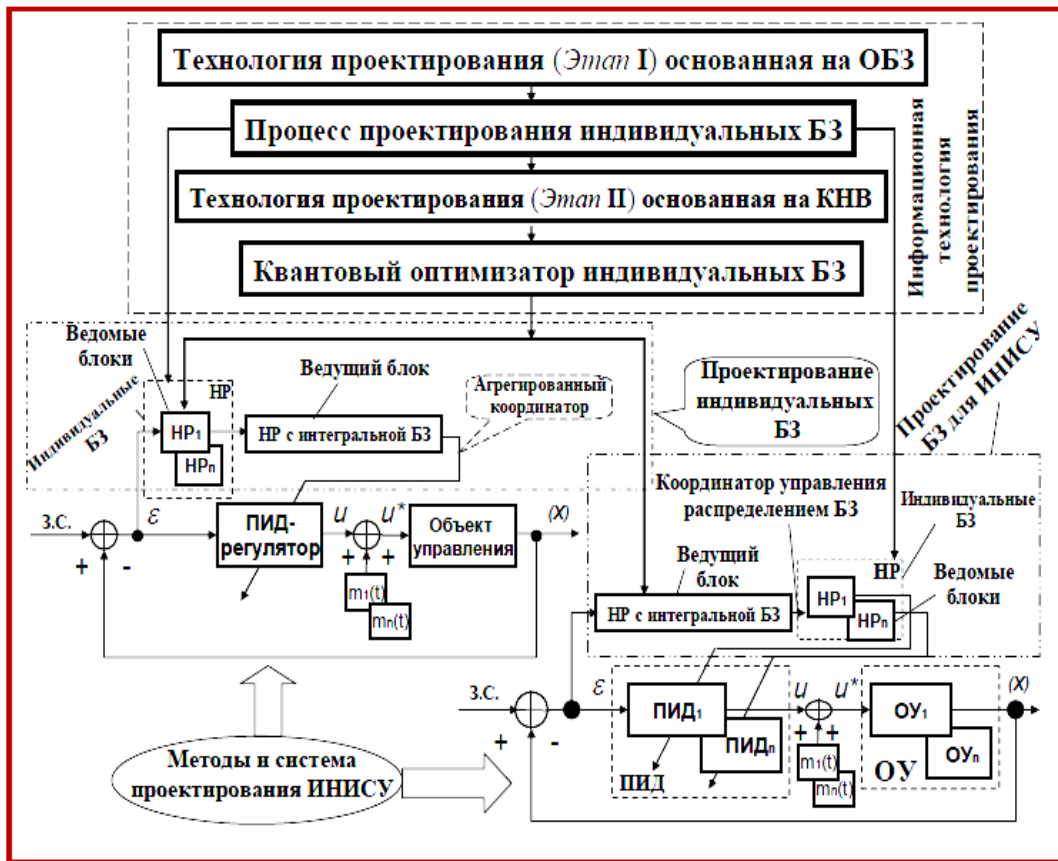 Технология проектирования (Этап I) основанная на ОБЗ
Процесс проектирования индивидуальных БЗ
Технология проектирования (Этап II) основанная на КНВ
Квантовый оптимизатор индивидуальных БЗ
Информационная
технология
проектирования
Ведомые
блоки
НР
Индивидуальные
БЗ
НР1
НРn
Ведущий блок
НР с интегральной БЗ
Агрегированный
координатор
Проектирование
индивидуальных
БЗ
Проектирование
БЗ для ИНИСУ
з.с.
+
-
ε
ПИД-
регулятор
u
u*
+
+
m1(t)
mn(t)
Объект
управления
(X)
Координатор управления
распределением БЗ
Индивидуальные
БЗ
Ведущий
блок
НР
Ведомые
блоки
НР с интегральной БЗ
НР1
НРn
з.с.
+
-
ε
ПИД1
ПИДn
ПИД
u
u*
+
+
m1(t)
mn(t)
ОУ1
ОУn
ОУ
(X)
Методы и система
проектирования ИНИСУ